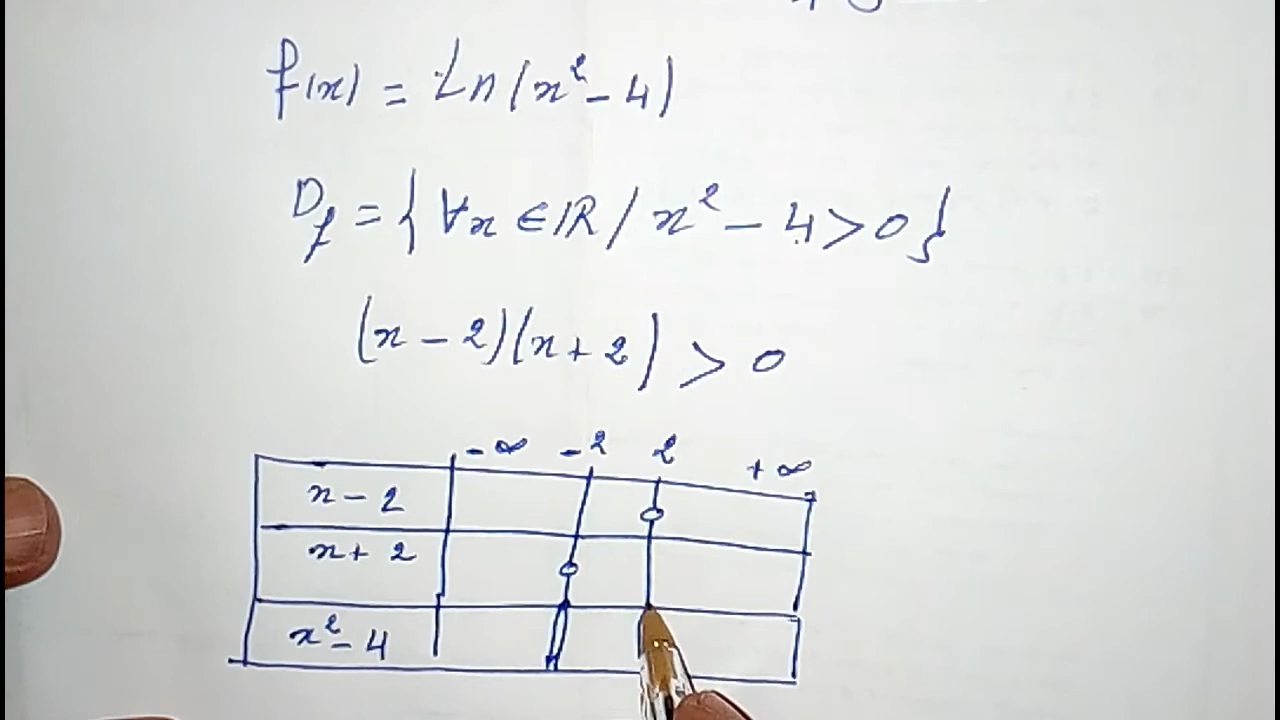 f(x) = Ln(x² - 4)
D_f = { ∀x ∈ ℝ / x² - 4 > 0 }
(x - 2)(x + 2) > 0
-∞ -2 2 +∞
x - 2
x + 2
x² - 4